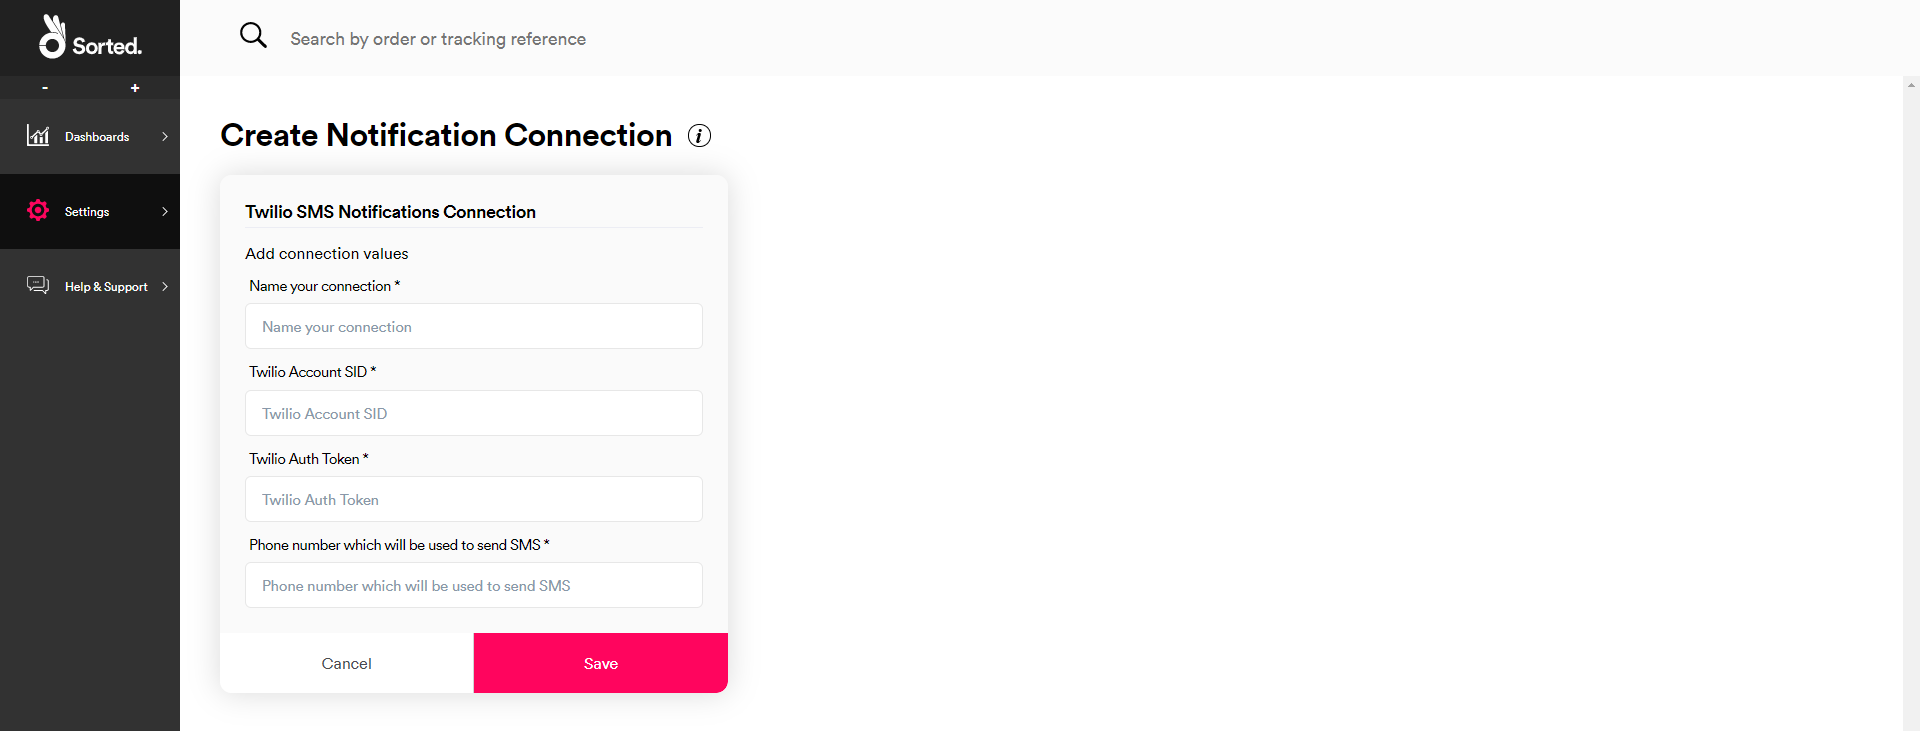 Sorted.
Search by order or tracking reference
- +
Dashboards
Settings
Help & Support
Create Notification Connection i
Twilio SMS Notifications Connection
Add connection values
Name your connection *
Name your connection
Twilio Account SID *
Twilio Account SID
Twilio Auth Token *
Twilio Auth Token
Phone number which will be used to send SMS *
Phone number which will be used to send SMS
Cancel
Save